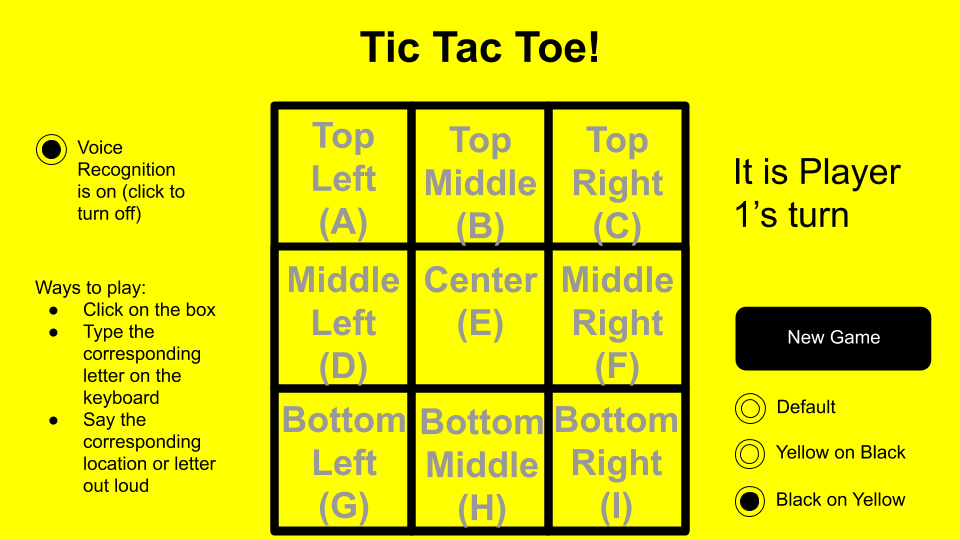 Tic Tac Toe!
Voice
Recognition
is on (click to
turn off)
Ways to play:
● Click on the box
● Type the
corresponding
letter on the
keyboard
● Say the
corresponding
location or letter
out loud
Top
Left
(A)
Top
Middle
(B)
Top
Right
(C)
Middle
Left
(D)
Center
(E)
Middle
Right
(F)
Bottom
Left
(G)
Bottom
Middle
(H)
Bottom
Right
(I)
It is Player
1’s turn
New Game
Default
Yellow on Black
Black on Yellow